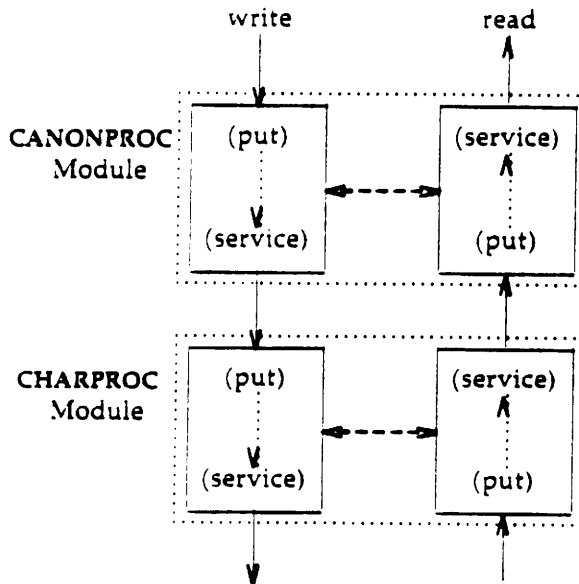 write read
CANONPROC
Module
(put) (service)
(service) (put)
CHARPROC
Module
(put) (service)
(service) (put)